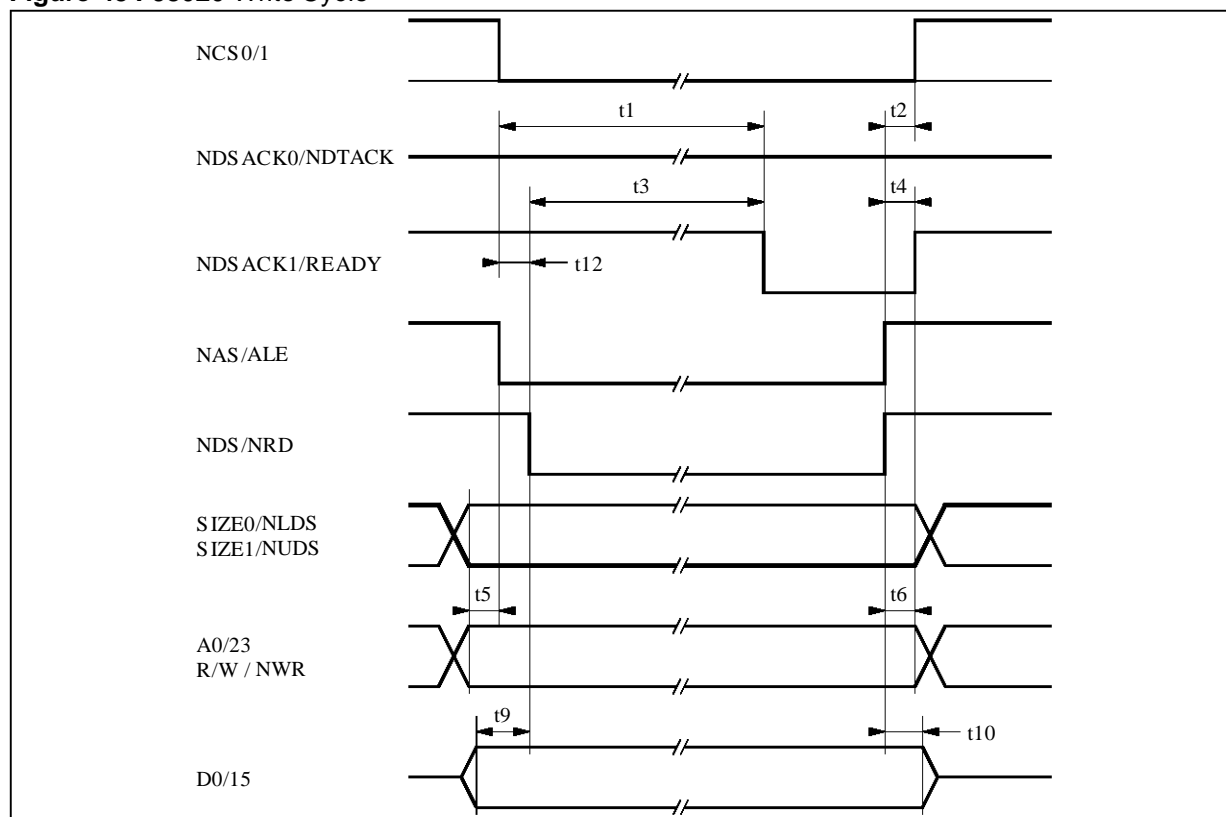 NCS0/1
t1
t2
NDSACK0/NDTACK
t3
t4
NDSACK1/READY
t12
NAS/ALE
NDS/NRD
SIZE0/NLDS
SIZE1/NUDS
t5
t6
A0/23
R/W / NWR
t9
t10
D0/15